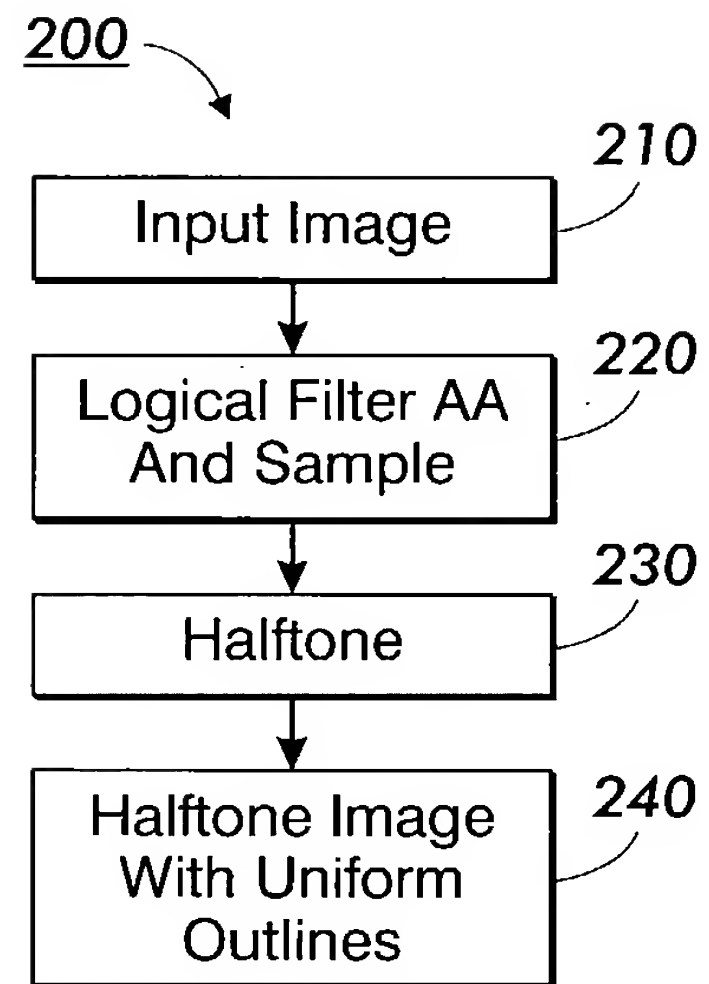 200
210
Input Image
220
Logical Filter AA
And Sample
230
Halftone
240
Halftone Image
With Uniform
Outlines